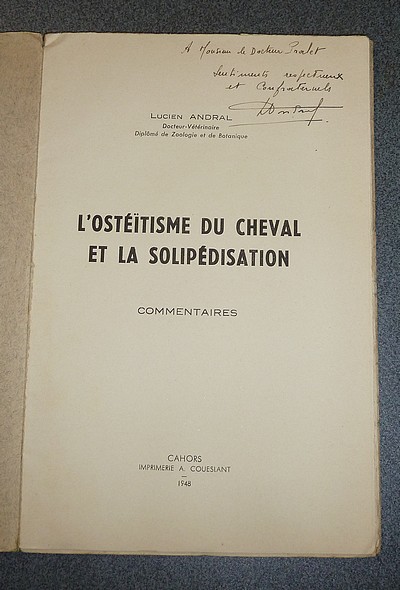 A Monsieur le Docteur Pralet
Sentiments respectueux
et Confraternels
LUCIEN ANDRAL
Docteur-Vétérinaire
Diplômé de Zoologie et de Botanique
L'OSTÉÏTISME DU CHEVAL
ET LA SOLIPÉDISATION
COMMENTAIRES
CAHORS
IMPRIMERIE A. COUESLANT
—
1948